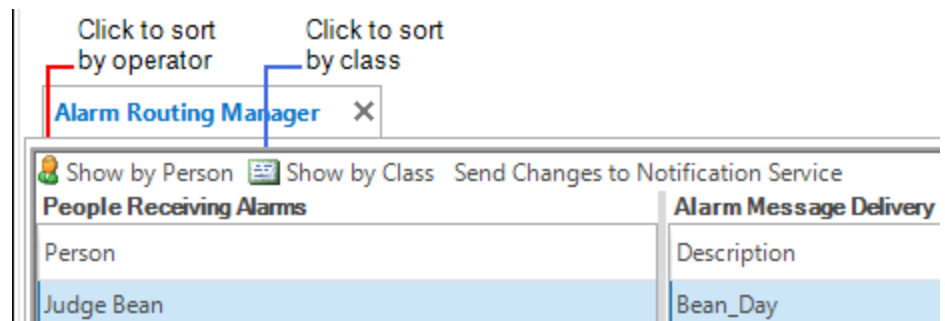 Click to sort
by operator
Click to sort
by class
Alarm Routing Manager
Show by Person Show by Class Send Changes to Notification Service
People Receiving Alarms Alarm Message Delivery
Person Description
Judge Bean Bean_Day